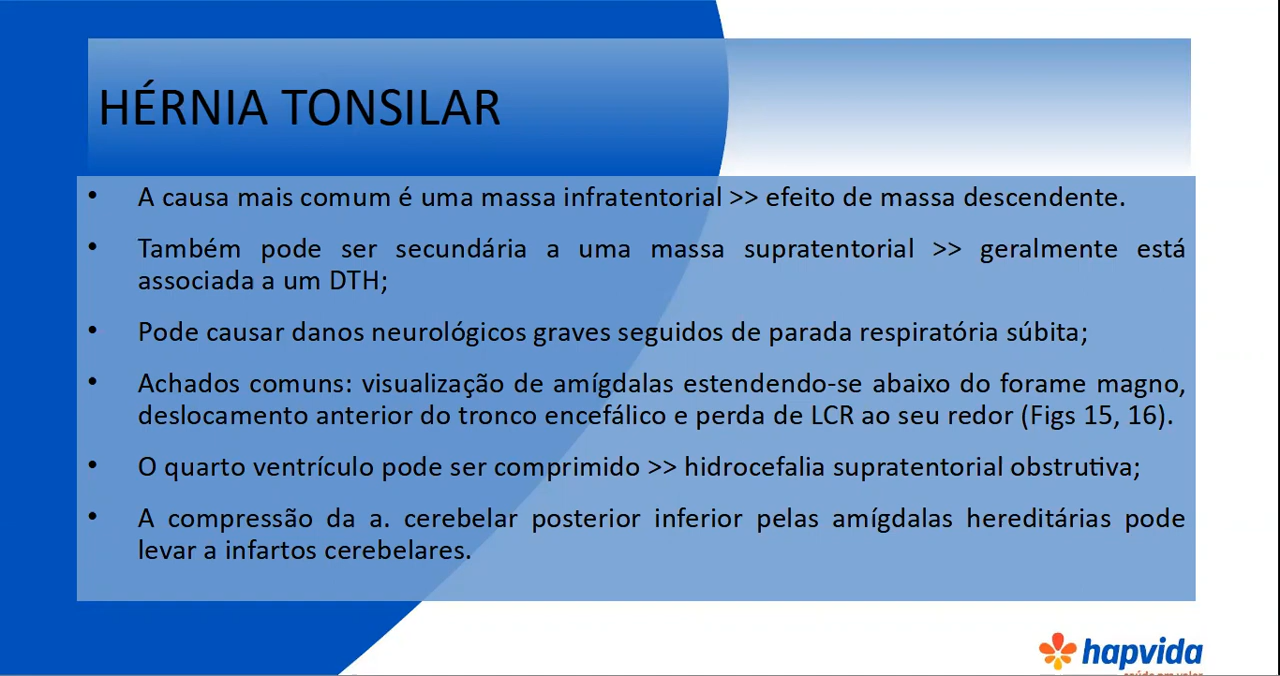 HÉRNIA TONSILAR
• A causa mais comum é uma massa infratentorial >> efeito de massa descendente.
• Também pode ser secundária a uma massa supratentorial >> geralmente está
associada a um DTH;
• Pode causar danos neurológicos graves seguidos de parada respiratória súbita;
• Achados comuns: visualização de amígdalas estendendo-se abaixo do forame magno,
deslocamento anterior do tronco encefálico e perda de LCR ao seu redor (Figs 15, 16).
• O quarto ventrículo pode ser comprimido >> hidrocefalia supratentorial obstrutiva;
• A compressão da a. cerebelar posterior inferior pelas amígdalas hereditárias pode
levar a infartos cerebelares.
hapvida